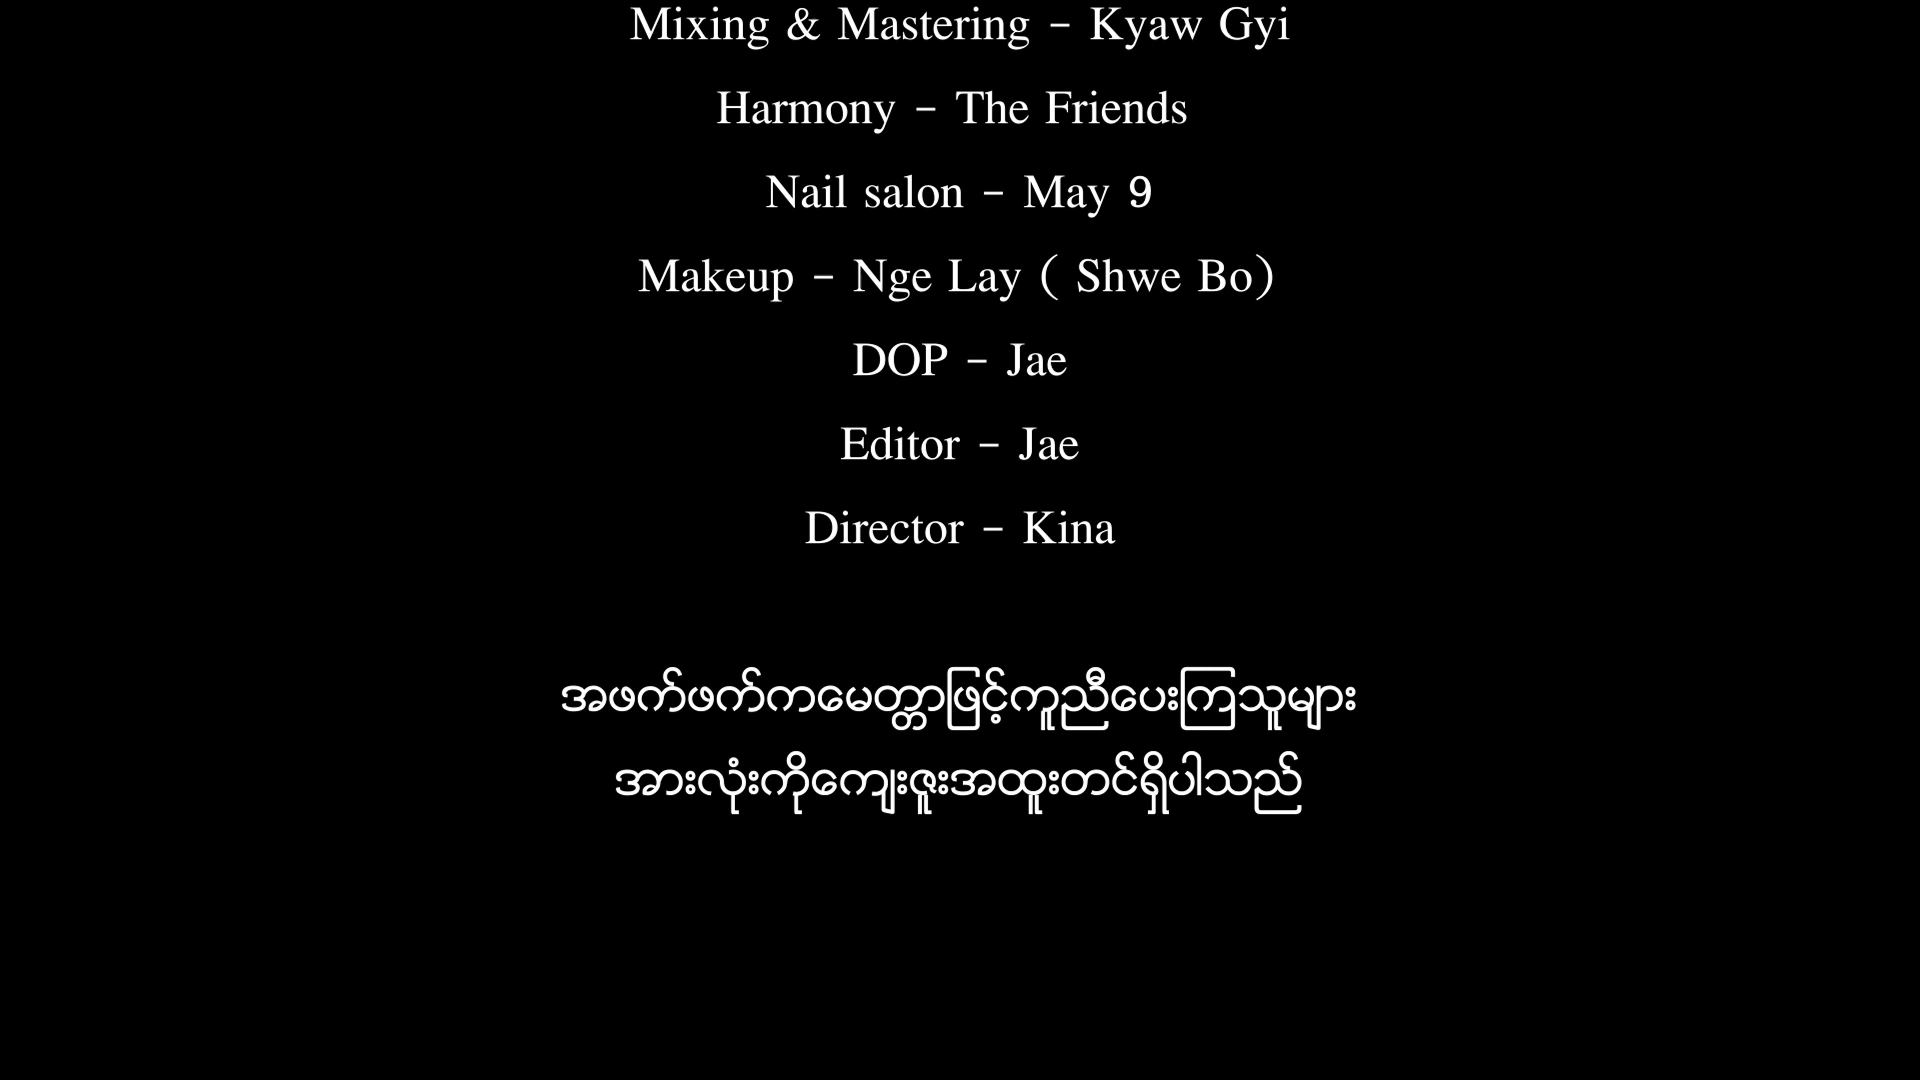 Mixing & Mastering - Kyaw Gyi
Harmony - The Friends
Nail salon - May 9
Makeup - Nge Lay ( Shwe Bo)
DOP - Jae
Editor - Jae
Director - Kina
အဖက်ဖက်ကမေတ္တာဖြင့်ကူညီပေးကြသူများ
အားလုံးကိုကျေးဇူးအထူးတင်ရှိပါသည်